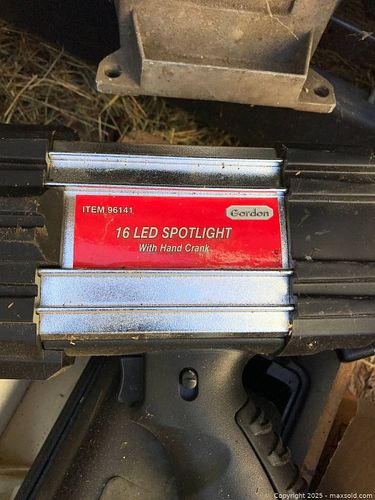 ITEM 96141
Gordon
16 LED SPOTLIGHT
With Hand Crank
Copyright 2025 - maxsold.com